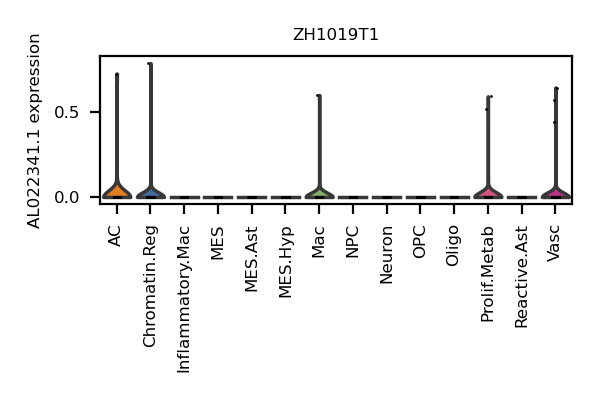 ZH1019T1
AL022341.1 expression
0.5
0.0
AC
Chromatin.Reg
Inflammatory.Mac
MES
MES.Ast
MES.Hyp
Mac
NPC
Neuron
OPC
Oligo
Prolif.Metab
Reactive.Ast
Vasc